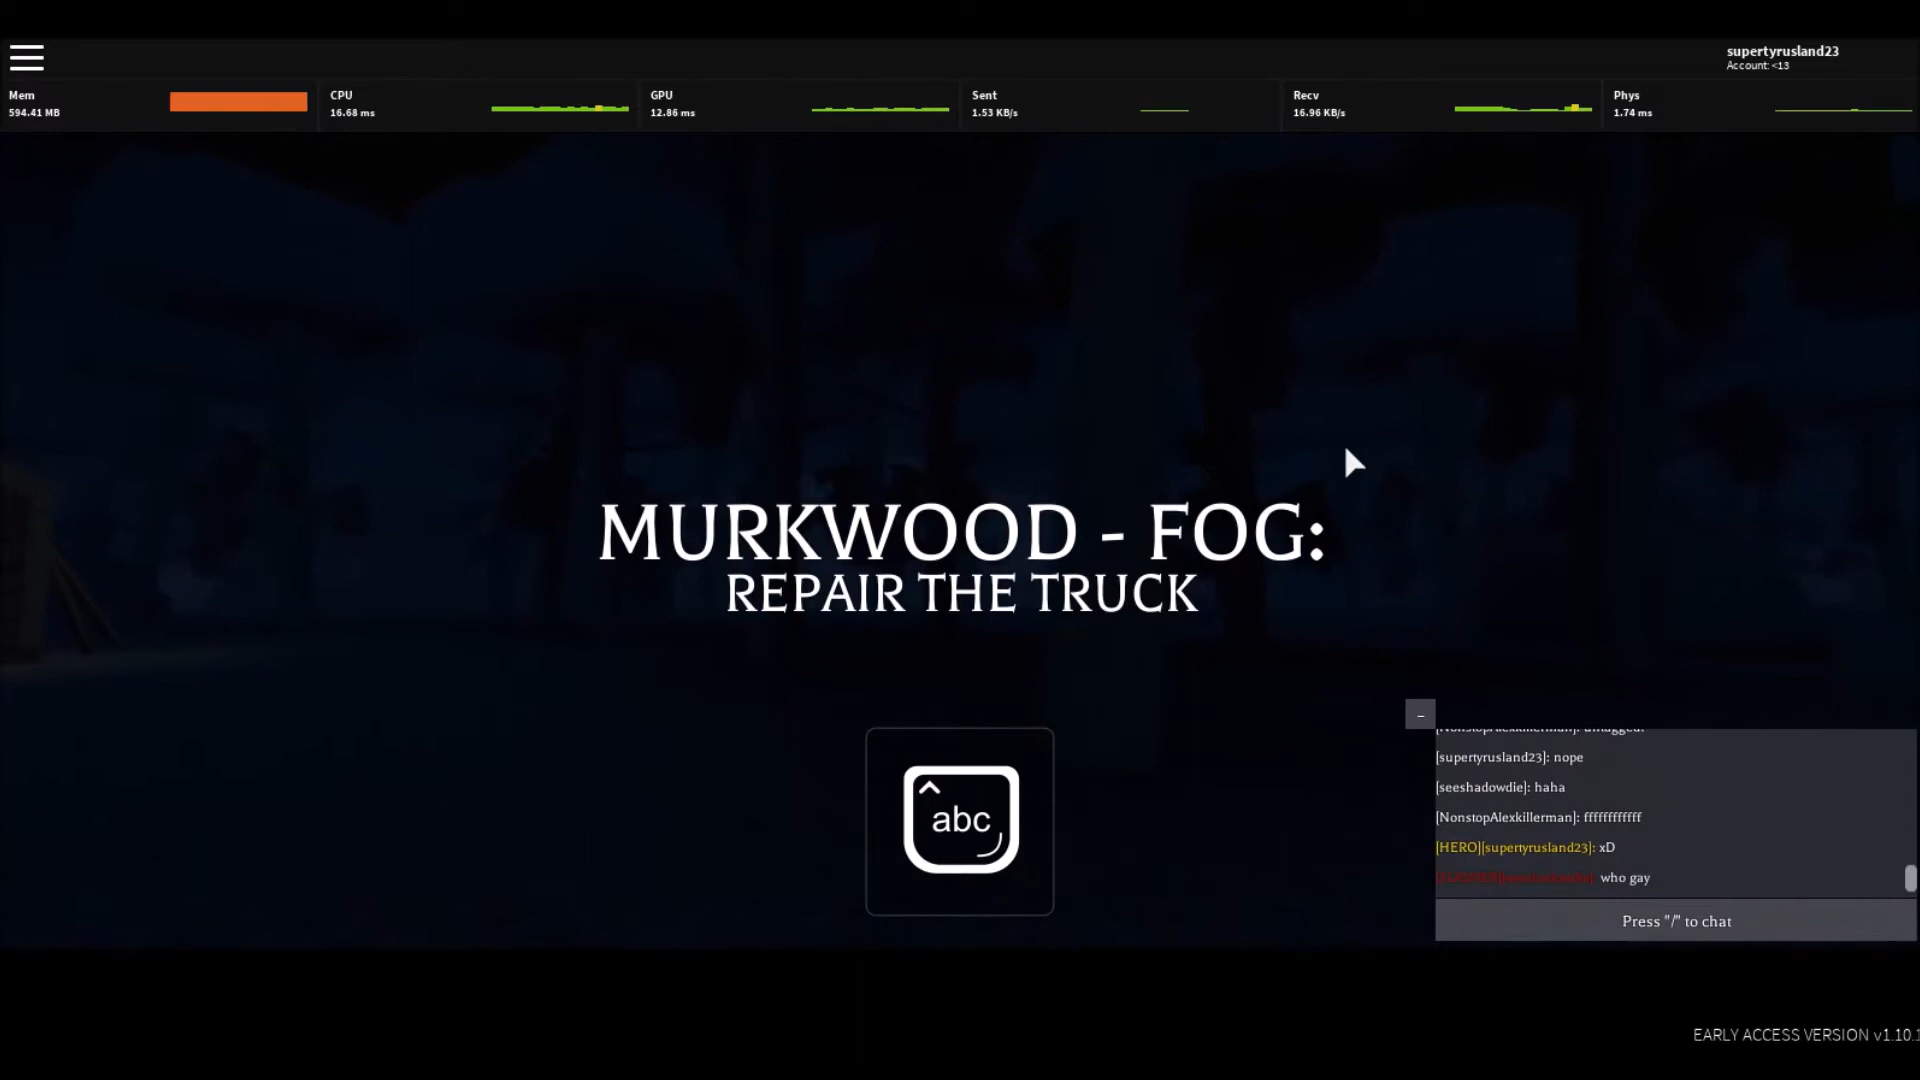 supertyrusland23
Account: <13
Mem
594.41 MB
CPU
16.68 ms
GPU
12.86 ms
Sent
1.53 KB/s
Recv
16.96 KB/s
Phys
1.74 ms
MURKWOOD - FOG:
REPAIR THE TRUCK
abc
-
[NonstopAlexkillerman]:
[supertyrusland23]: nope
[seeshadowdie]: haha
[NonstopAlexkillerman]: ffffffffffff
[HERO][supertyrusland23]: xD
who gay
Press "/" to chat
EARLY ACCESS VERSION v1.10.1